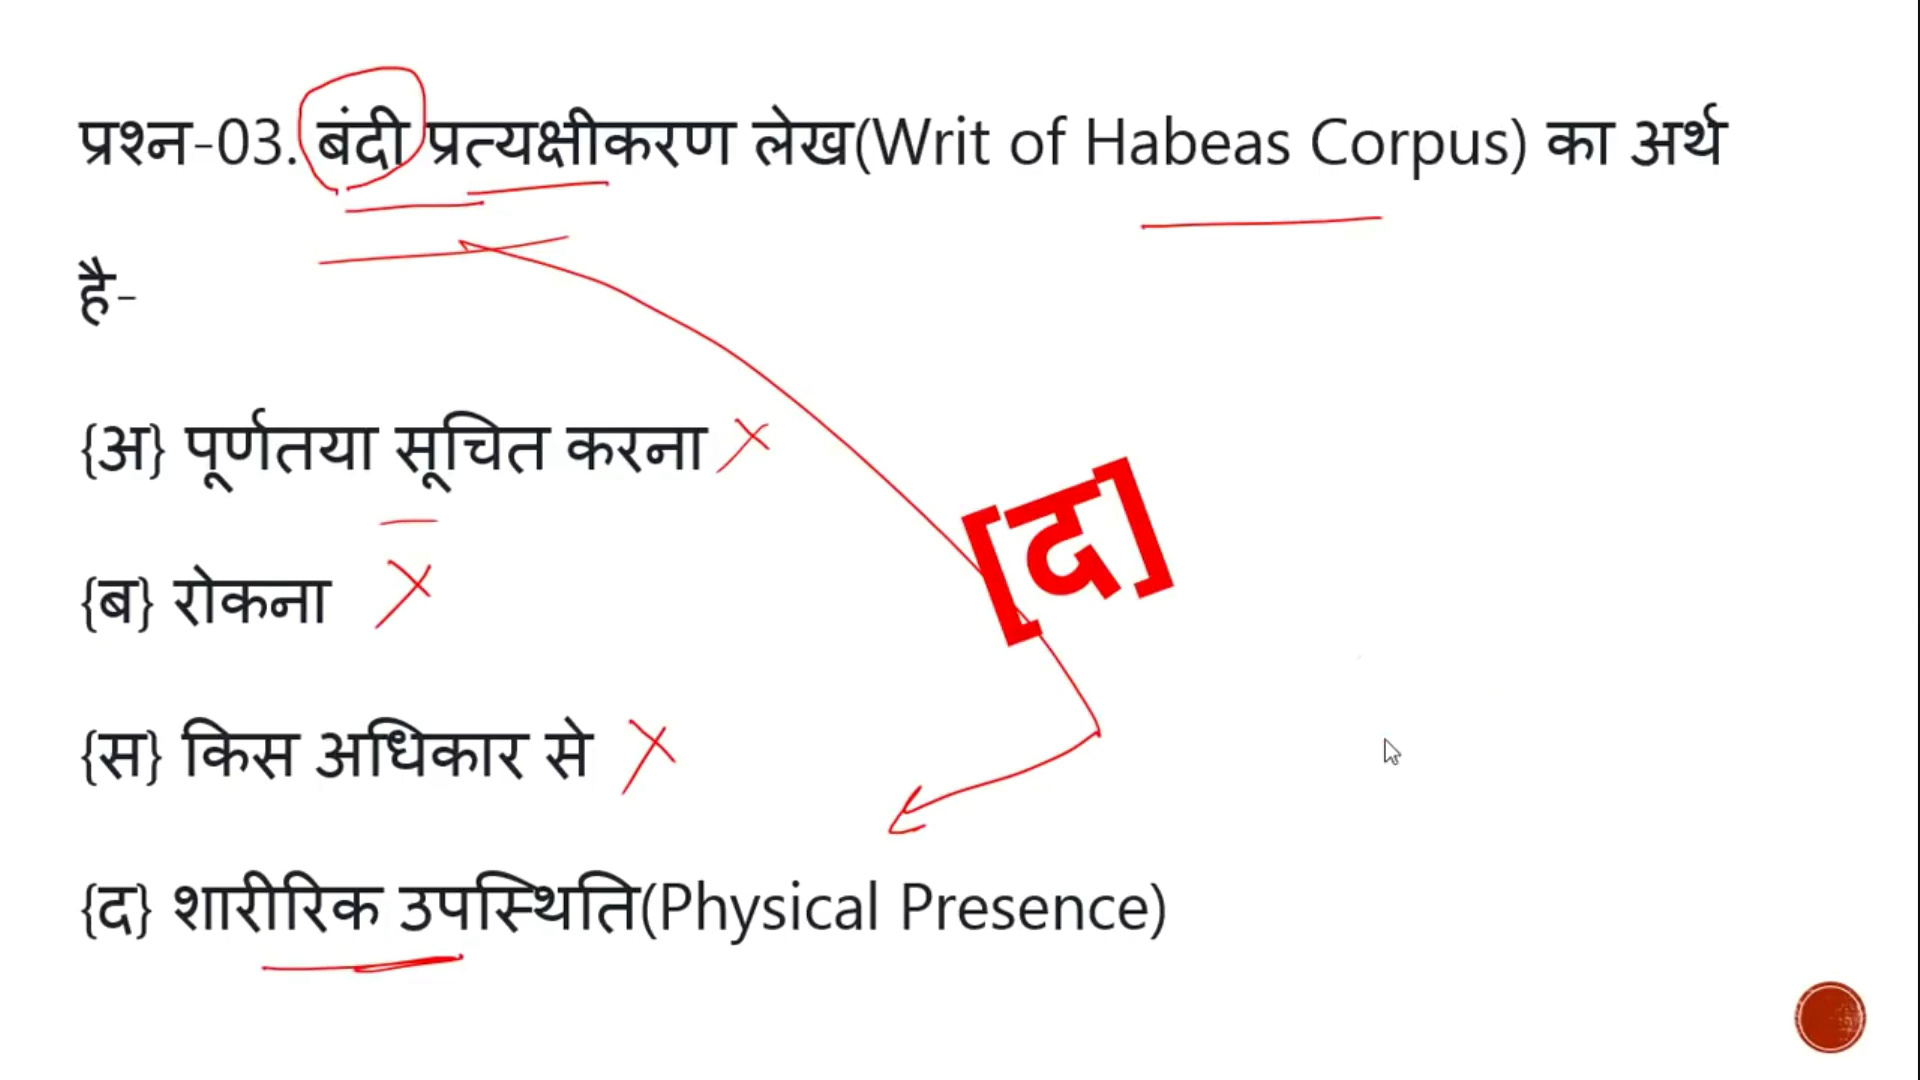 प्रश्न-03. बंदी प्रत्यक्षीकरण लेख(Writ of Habeas Corpus) का अर्थ
है-
{अ} पूर्णतया सूचित करना
{ब} रोकना
[द]
{स} किस अधिकार से
{द} शारीरिक उपस्थिति(Physical Presence)